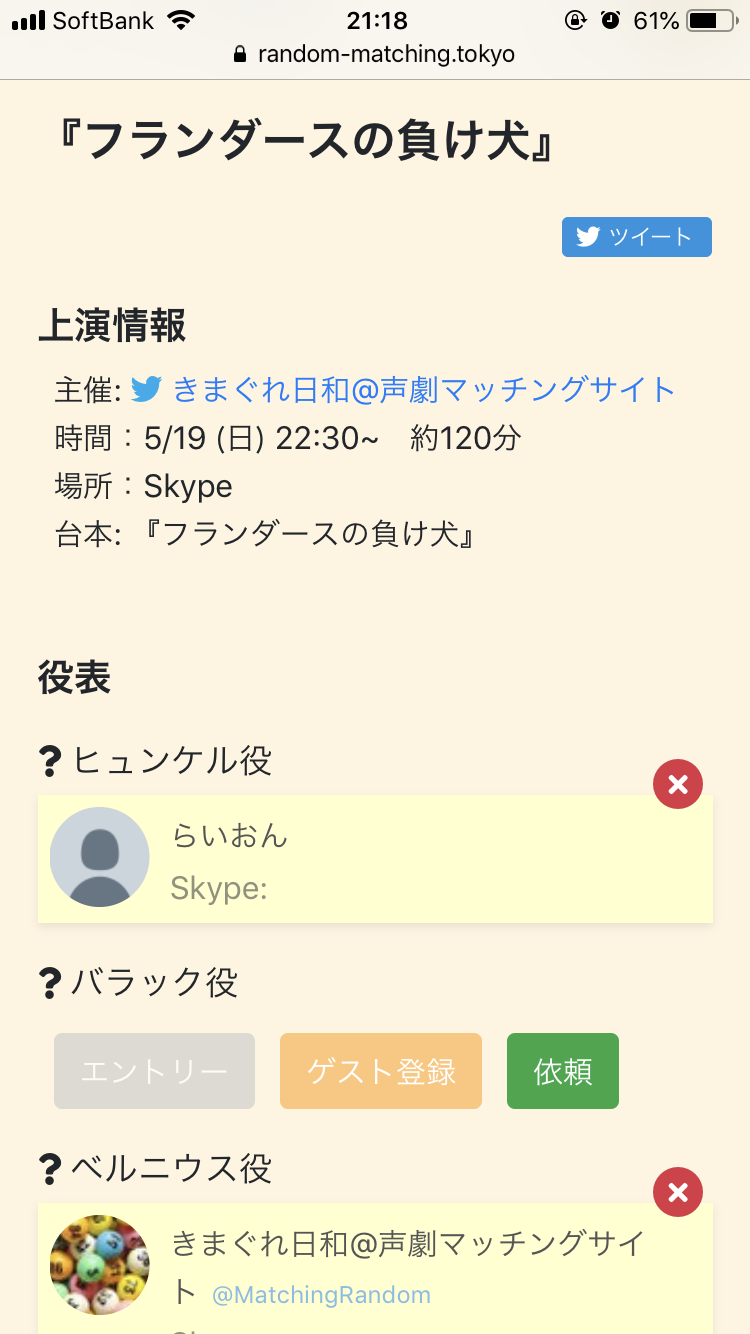 SoftBank 21:18 61%
random-matching.tokyo
『フランダースの負け犬』
ツイート
上演情報
主催: きまぐれ日和@声劇マッチングサイト
時間：5/19 (日) 22:30~　約120分
場所：Skype
台本: 『フランダースの負け犬』
役表
? ヒュンケル役
らいおん
Skype:
? バラック役
エントリー ゲスト登録 依頼
? ベルニウス役
きまぐれ日和@声劇マッチングサイ
ト @MatchingRandom